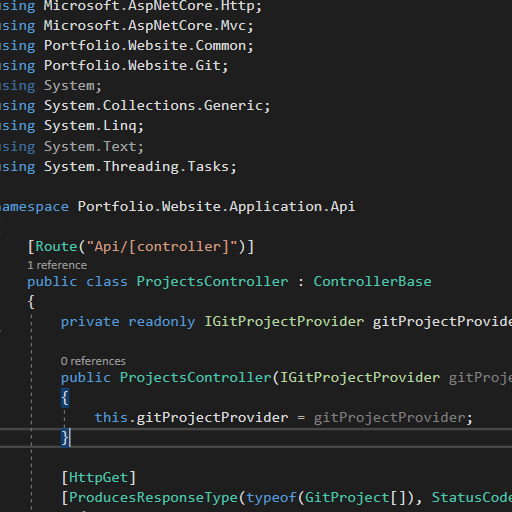 using Microsoft.AspNetCore.Http;
using Microsoft.AspNetCore.Mvc;
using Portfolio.Website.Common;
using Portfolio.Website.Git;
using System;
using System.Collections.Generic;
using System.Linq;
using System.Text;
using System.Threading.Tasks;
namespace Portfolio.Website.Application.Api
[Route("Api/[controller]")]
1 reference
public class ProjectsController : ControllerBase
{
private readonly IGitProjectProvider gitProjectProvide
0 references
public ProjectsController(IGitProjectProvider gitProje
{
this.gitProjectProvider = gitProjectProvider;
}
[HttpGet]
[ProducesResponseType(typeof(GitProject[]), StatusCode